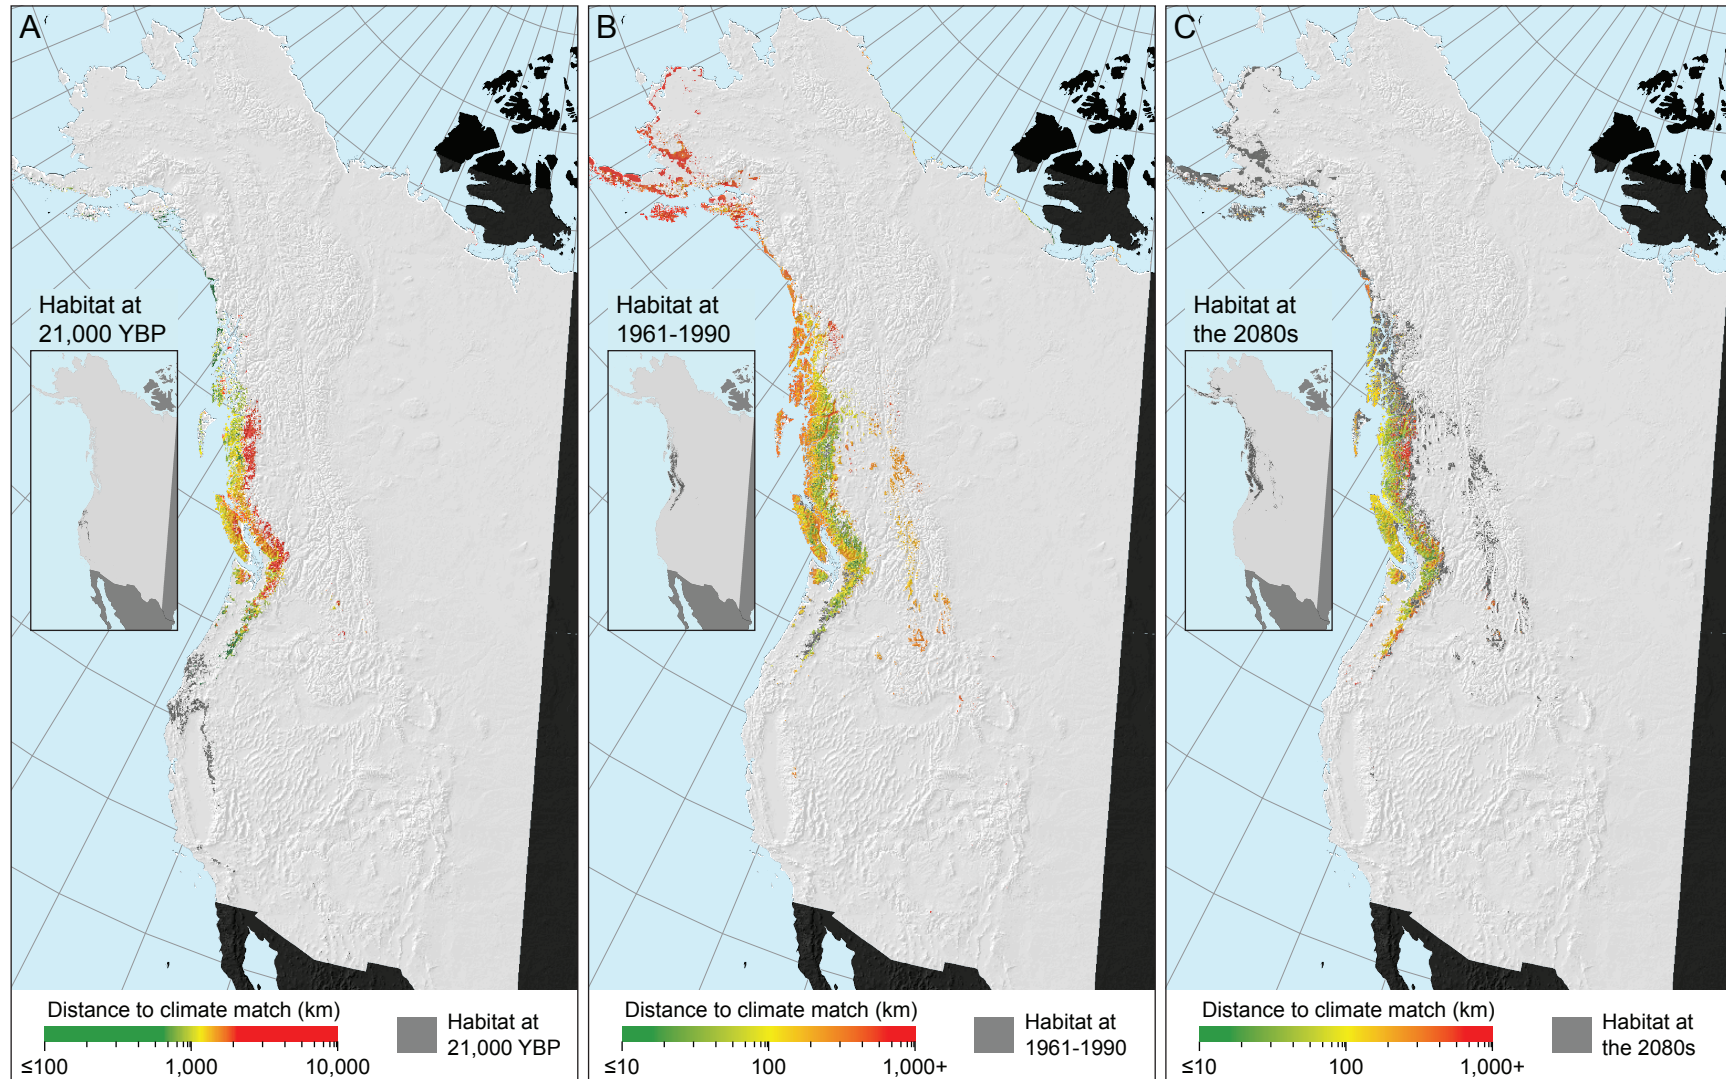 A
Habitat at
21,000 YBP
Distance to climate match (km)
≤100 1,000 10,000
Habitat at
21,000 YBP
B
Habitat at
1961-1990
Distance to climate match (km)
≤10 100 1,000+
Habitat at
1961-1990
C
Habitat at
the 2080s
Distance to climate match (km)
≤10 100 1,000+
Habitat at
the 2080s